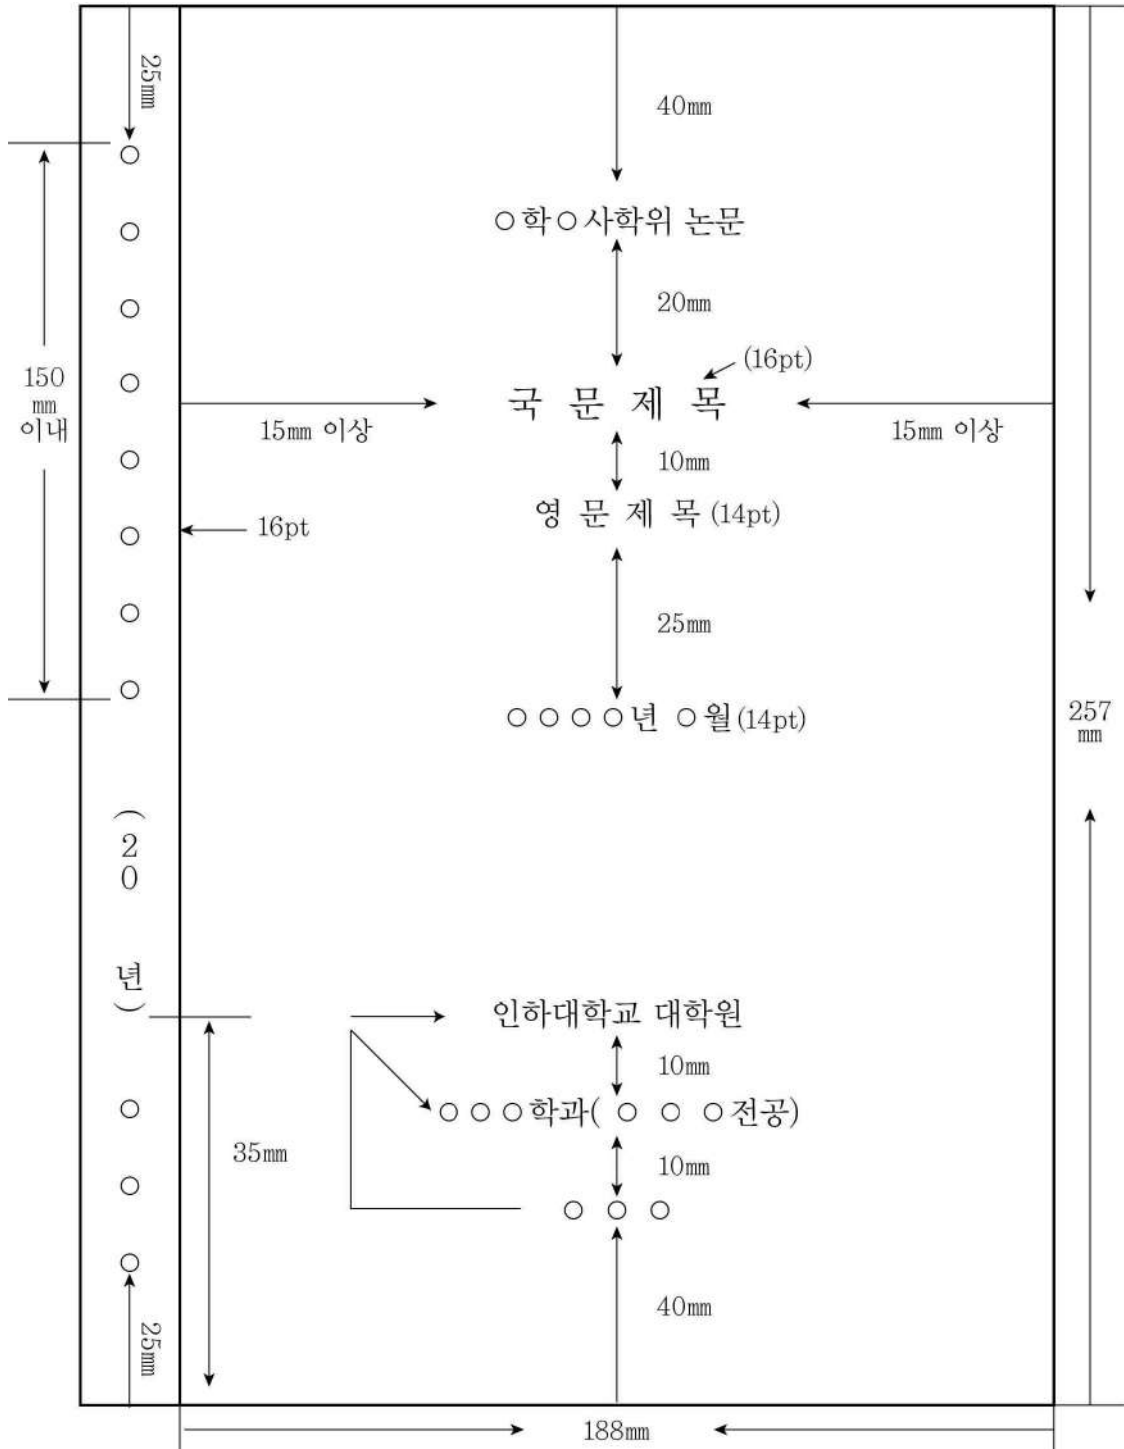 25㎜
○
○
○
○
○
○
○
○
(20 년)
○
○
○
25㎜
150
㎜
이내
40㎜
○학○사학위 논문
20㎜
(16pt)
국 문 제 목
15㎜ 이상
15㎜ 이상
10㎜
영 문 제 목 (14pt)
16pt
25㎜
○○○○년 ○월(14pt)
257
㎜
인하대학교 대학원
10㎜
○○○학과( ○ ○ ○전공)
35㎜
10㎜
○ ○ ○
40㎜
188㎜